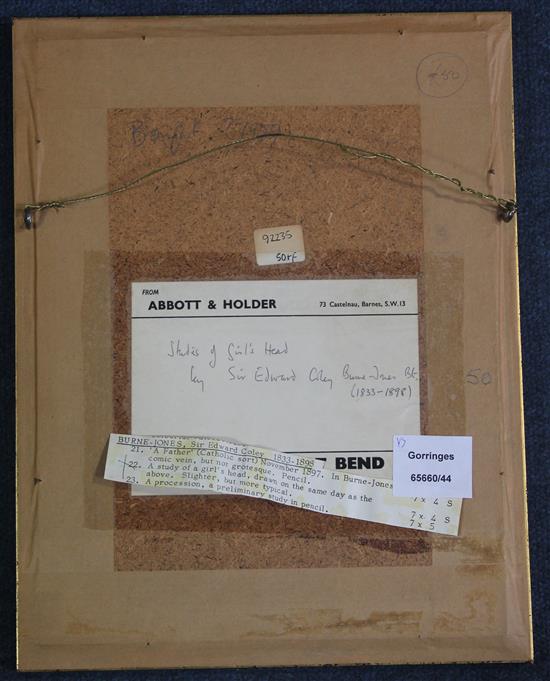 £50
Bought
92235
50rf
FROM
ABBOTT & HOLDER 73 Castelnau, Barnes, S.W.13
Studies of Girl's Head
by Sir Edward Coley Burne-Jones Bt.
(1833-1898)
50
BEND
BURNE-JONES, Sir Edward Coley 1833-1898
21. 'A Father' (Catholic sort) November 1897. In Burne-Jones
comic vein, but not grotesque. Pencil. 7 x 4 S
22. A study of a girl's head, drawn on the same day as the
above. Slighter, but more typical. 7 x 4 S
23. A procession, a preliminary study in pencil. 7 x 5
Gorringes
65660/44